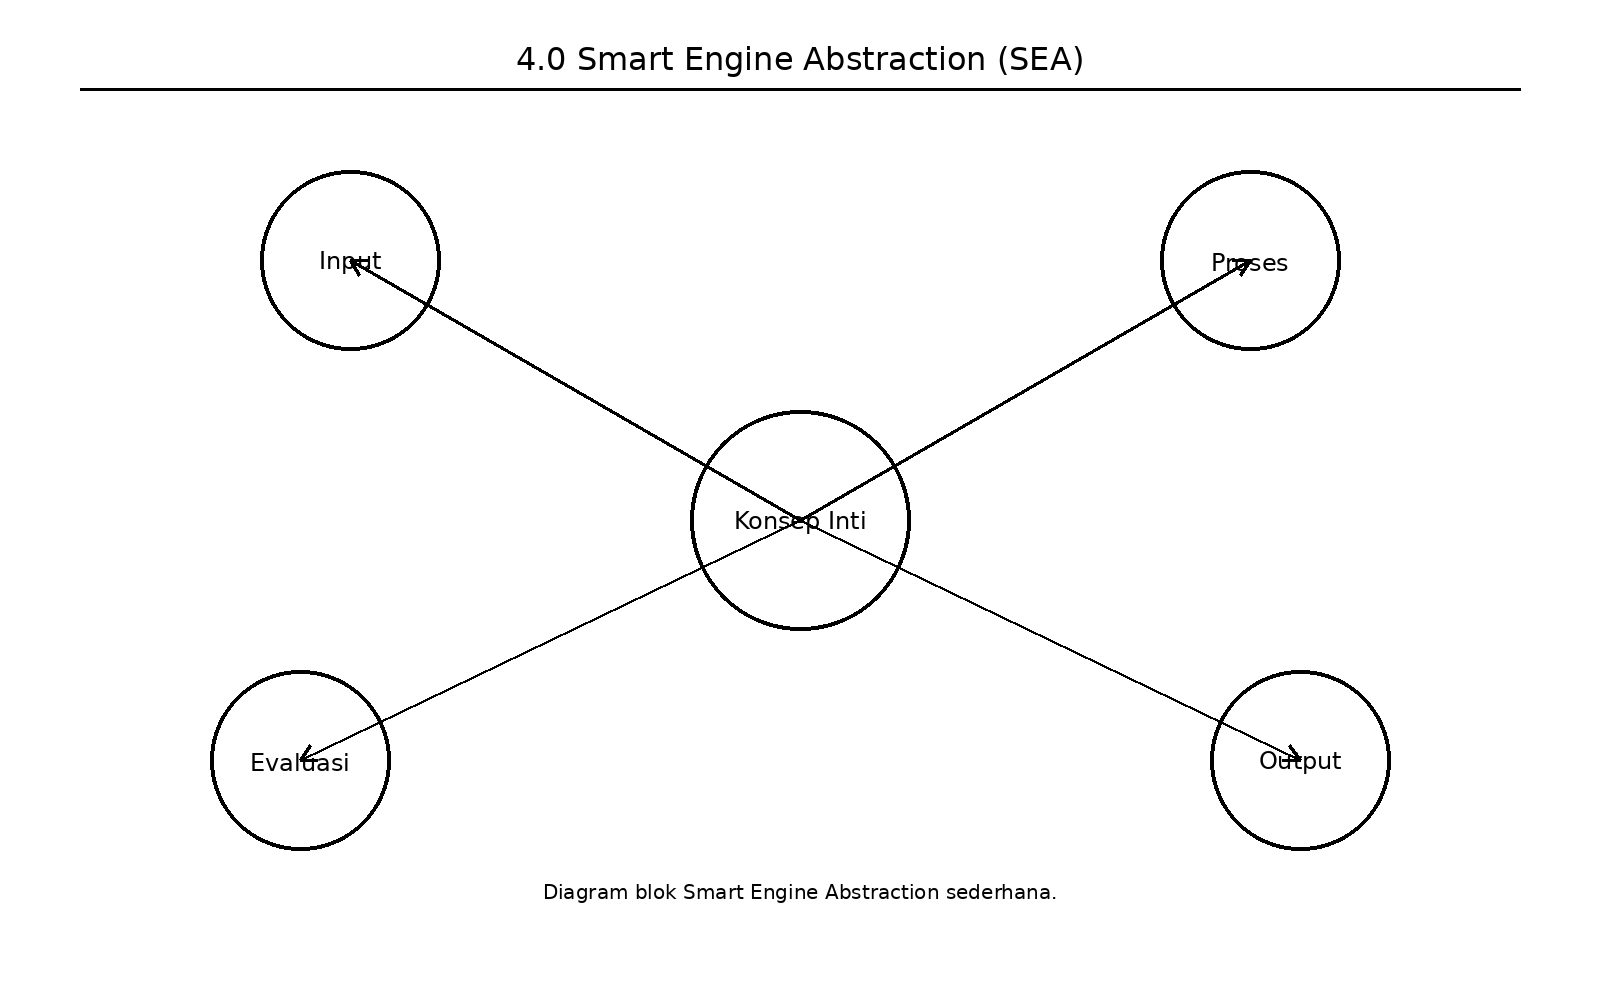 4.0 Smart Engine Abstraction (SEA)
Input
Proses
Konsep Inti
Evaluasi
Output
Diagram blok Smart Engine Abstraction sederhana.